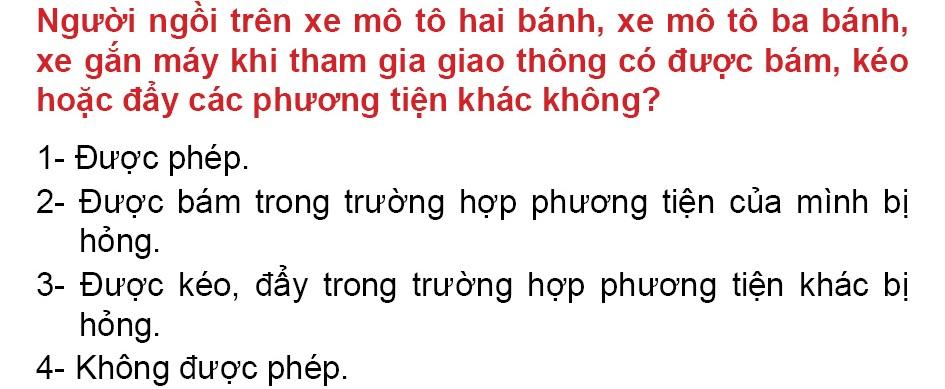 Người ngồi trên xe mô tô hai bánh, xe mô tô ba bánh,
xe gắn máy khi tham gia giao thông có được bám, kéo
hoặc đẩy các phương tiện khác không?
1- Được phép.
2- Được bám trong trường hợp phương tiện của mình bị
hỏng.
3- Được kéo, đẩy trong trường hợp phương tiện khác bị
hỏng.
4- Không được phép.